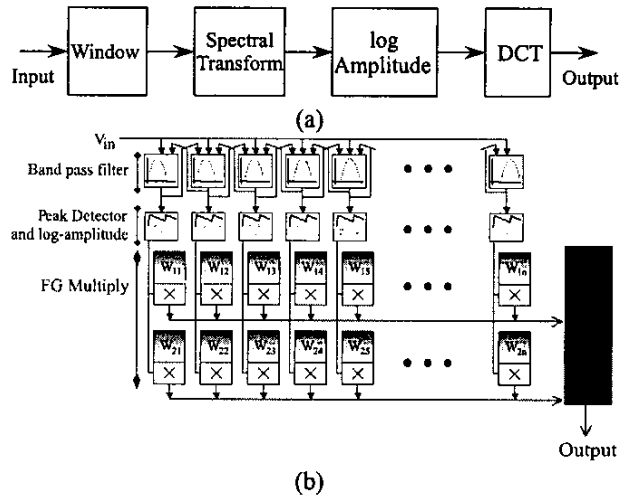 Input
Window
Spectral
Transform
log
Amplitude
DCT
Output
(a)
Vin
Band pass filter
Peak Detector
and log-amplitude
FG Multiply
W11 W12 W13 W14 W15 W1n
× × × × × ×
W21 W22 W23 W24 W25 W2n
× × × × × ×
Output
(b)